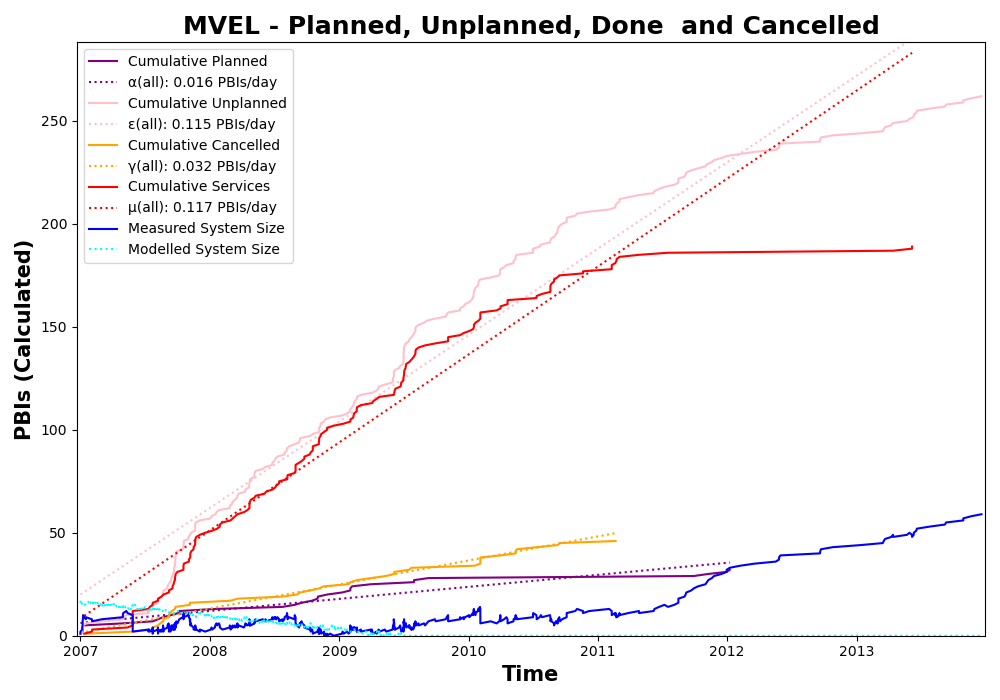 MVEL - Planned, Unplanned, Done  and Cancelled
Cumulative Planned
α(all): 0.016 PBIs/day
Cumulative Unplanned
ε(all): 0.115 PBIs/day
Cumulative Cancelled
γ(all): 0.032 PBIs/day
Cumulative Services
μ(all): 0.117 PBIs/day
Measured System Size
Modelled System Size
PBIs (Calculated)
250
200
150
100
50
0
2007 2008 2009 2010 2011 2012 2013
Time